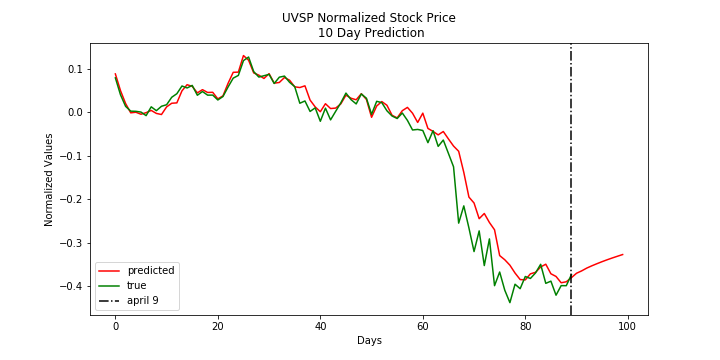 UVSP Normalized Stock Price
10 Day Prediction
Normalized Values
0.1
0.0
−0.1
−0.2
−0.3
−0.4
predicted
true
april 9
0 20 40 60 80 100
Days